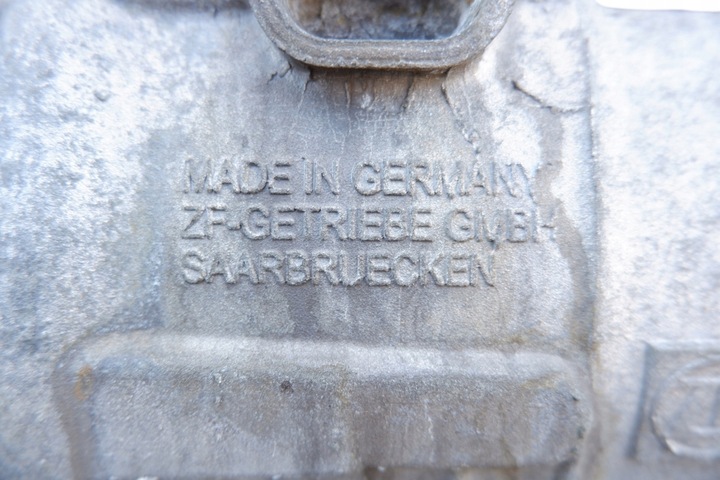 MADE IN GERMANY
ZF-GETRIEBE GMBH
SAARBRUECKEN